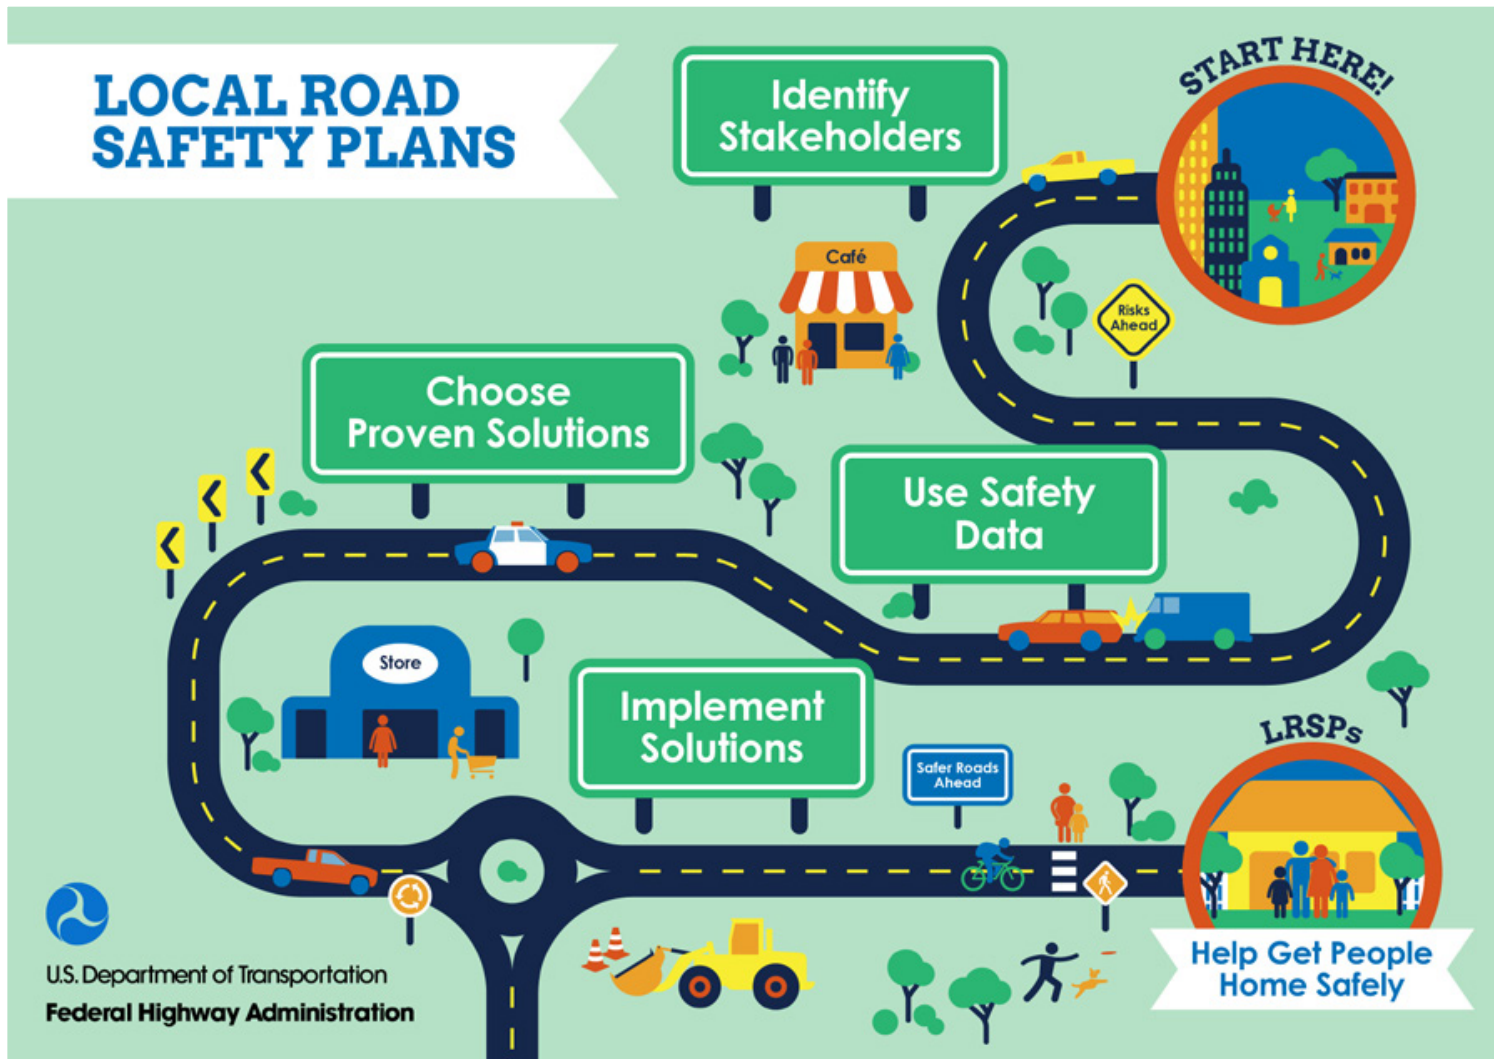 LOCAL ROAD
SAFETY PLANS
Identify
Stakeholders
START HERE!
Café
Risks
Ahead
Choose
Proven Solutions
Use Safety
Data
Store
Implement
Solutions
Safer Roads
Ahead
LRSPs
Help Get People
Home Safely
U.S. Department of Transportation
Federal Highway Administration